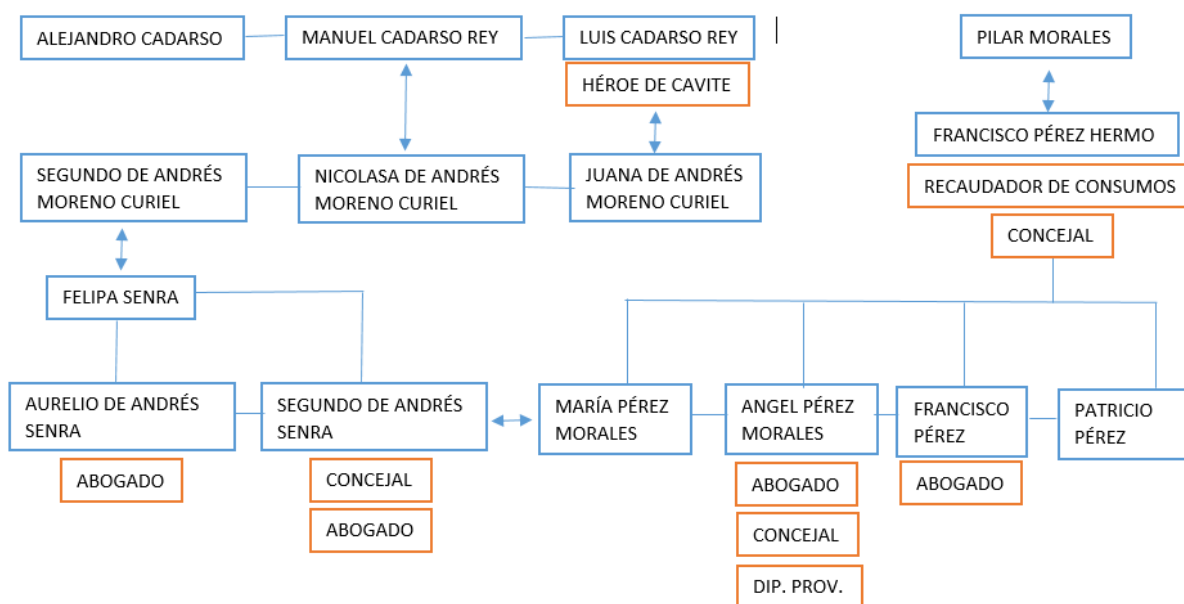 ALEJANDRO CADARSO
MANUEL CADARSO REY
LUIS CADARSO REY
PILAR MORALES
HÉROE DE CAVITE
FRANCISCO PÉREZ HERMO
SEGUNDO DE ANDRÉS
MORENO CURIEL
NICOLASA DE ANDRÉS
MORENO CURIEL
JUANA DE ANDRÉS
MORENO CURIEL
RECAUDADOR DE CONSUMOS
CONCEJAL
FELIPA SENRA
AURELIO DE ANDRÉS
SENRA
SEGUNDO DE ANDRÉS
SENRA
MARÍA PÉREZ
MORALES
ANGEL PÉREZ
MORALES
FRANCISCO
PÉREZ
PATRICIO
PÉREZ
ABOGADO
CONCEJAL
ABOGADO
ABOGADO
CONCEJAL
DIP. PROV.
ABOGADO